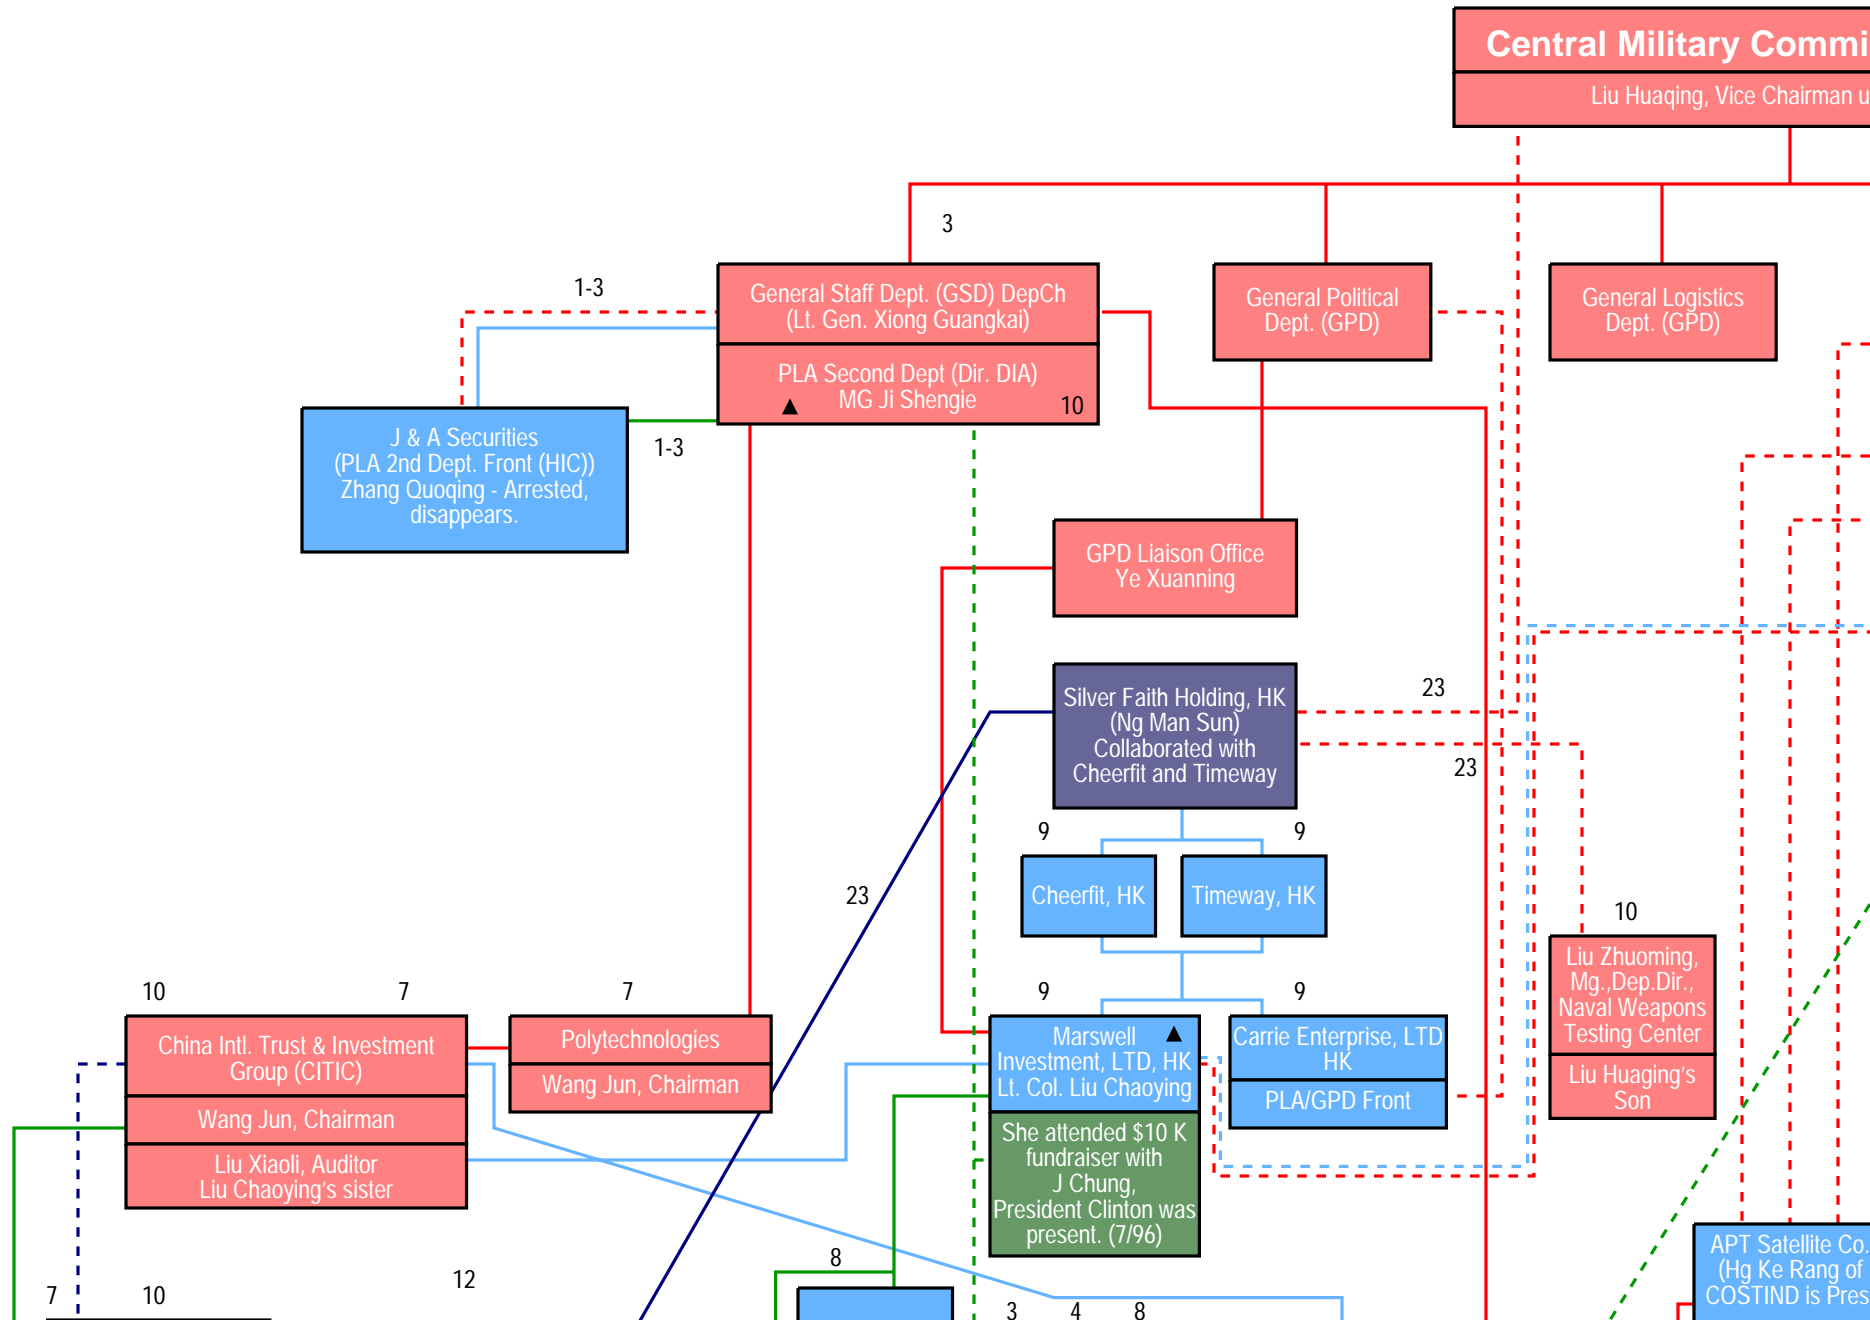 Central Military Commi
Liu Huaqing, Vice Chairman u
3
1-3
General Staff Dept. (GSD) DepCh
(Lt. Gen. Xiong Guangkai)
PLA Second Dept (Dir. DIA)
MG Ji Shengie
10
General Political
Dept. (GPD)
General Logistics
Dept. (GPD)
J & A Securities
(PLA 2nd Dept. Front (HIC))
Zhang Quoqing - Arrested,
disappears.
1-3
GPD Liaison Office
Ye Xuanning
Silver Faith Holding, HK
(Ng Man Sun)
Collaborated with
Cheerfit and Timeway
23
23
9
9
Cheerfit, HK
Timeway, HK
23
10
Liu Zhuoming,
Mg.,Dep.Dir.,
Naval Weapons
Testing Center
Liu Huaging's
Son
10
7
7
9
9
China Intl. Trust & Investment
Group (CITIC)
Wang Jun, Chairman
Liu Xiaoli, Auditor
Liu Chaoying's sister
Polytechnologies
Wang Jun, Chairman
Marswell
Investment, LTD, HK
Lt. Col. Liu Chaoying
She attended $10 K
fundraiser with
J Chung,
President Clinton was
present. (7/96)
Carrie Enterprise, LTD
HK
PLA/GPD Front
APT Satellite Co.
(Hg Ke Rang of
COSTIND is Pres
8
12
7
10
3
4
8